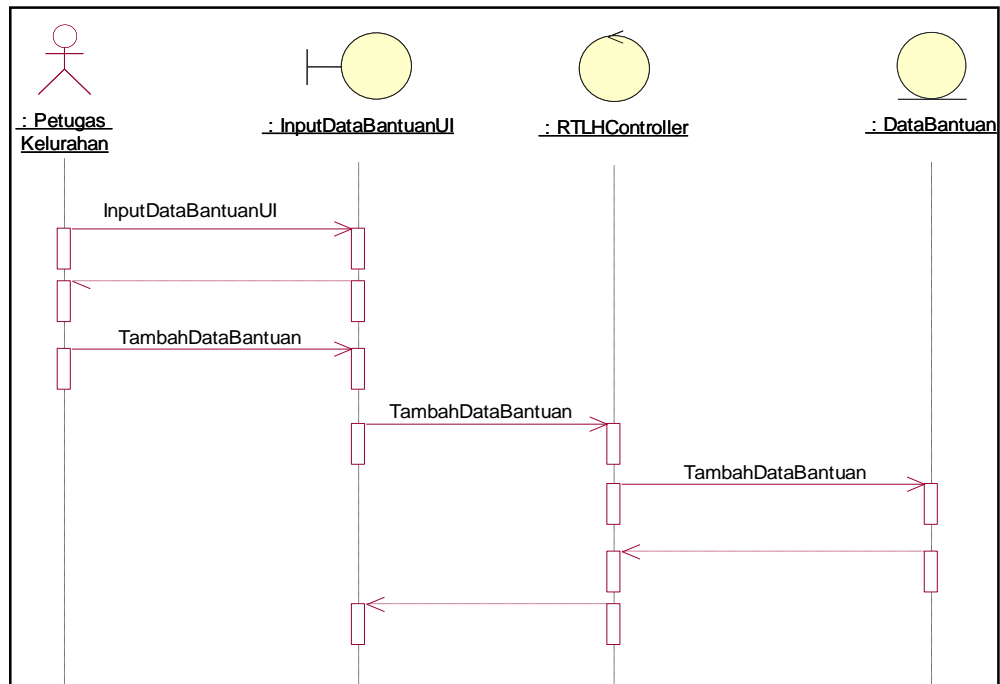 : Petugas
Kelurahan
: InputDataBantuanUI
: RTLHController
: DataBantuan
InputDataBantuanUI
TambahDataBantuan
TambahDataBantuan
TambahDataBantuan